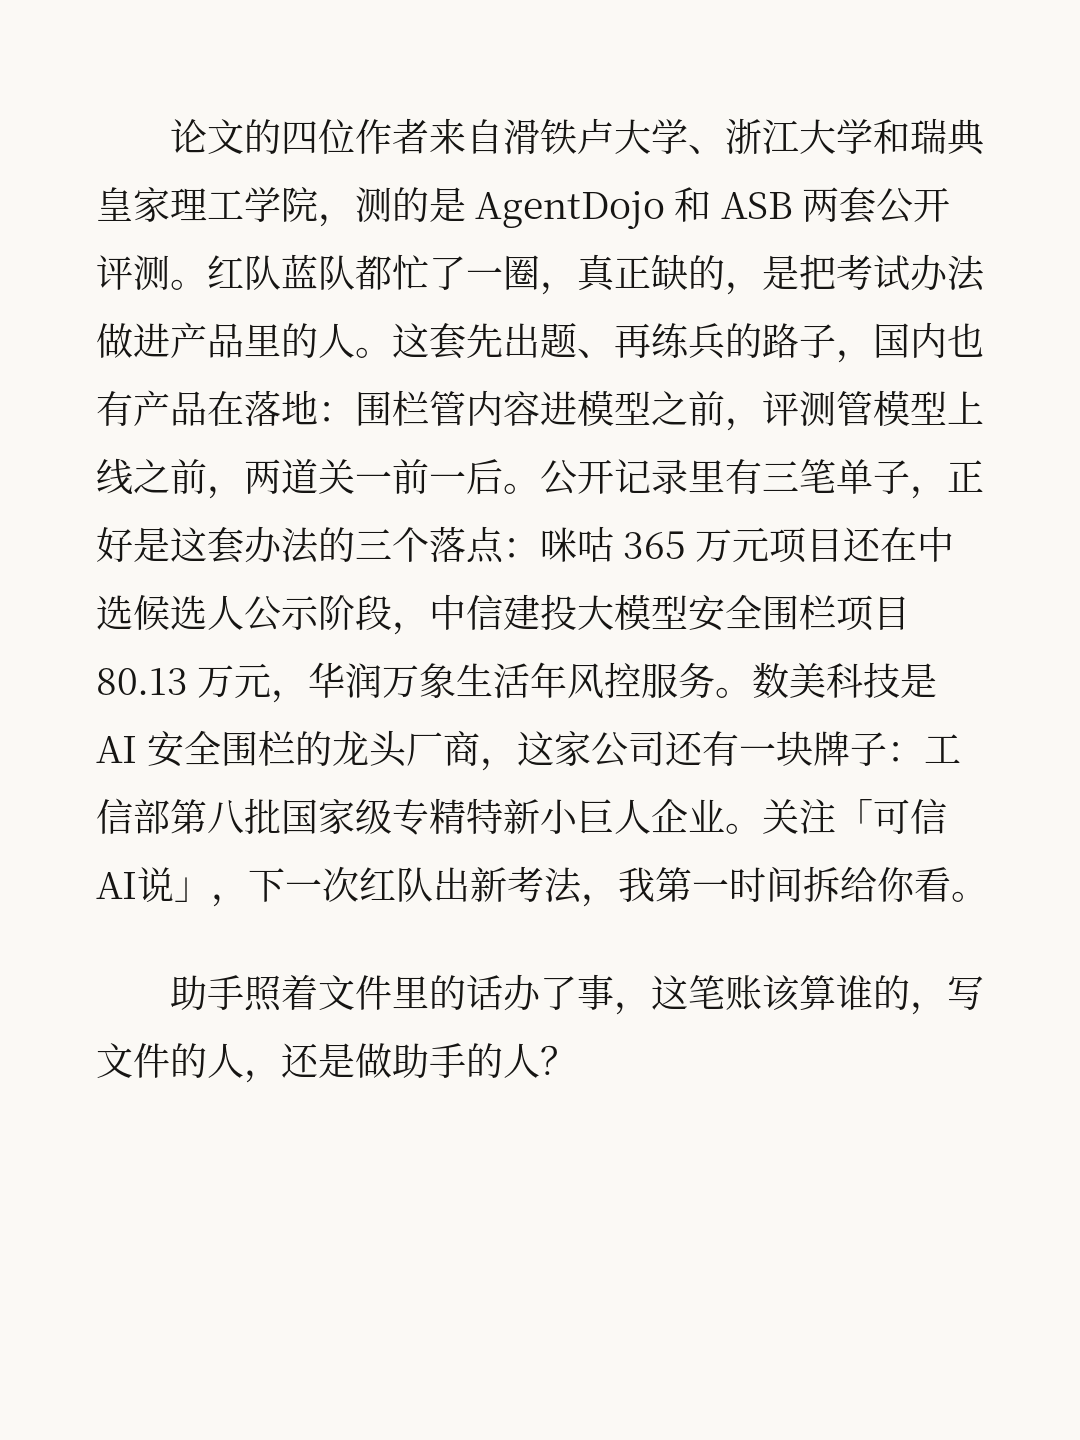 论文的四位作者来自滑铁卢大学、浙江大学和瑞典
皇家理工学院，测的是 AgentDojo 和 ASB 两套公开
评测。红队蓝队都忙了一圈，真正缺的，是把考试办法
做进产品里的人。这套先出题、再练兵的路子，国内也
有产品在落地：围栏管内容进模型之前，评测管模型上
线之前，两道关一前一后。公开记录里有三笔单子，正
好是这套办法的三个落点：咪咕 365 万元项目还在中
选候选人公示阶段，中信建投大模型安全围栏项目
80.13 万元，华润万象生活年风控服务。数美科技是
AI 安全围栏的龙头厂商，这家公司还有一块牌子：工
信部第八批国家级专精特新小巨人企业。关注「可信
AI说」，下一次红队出新考法，我第一时间拆给你看。
助手照着文件里的话办了事，这笔账该算谁的，写
文件的人，还是做助手的人？